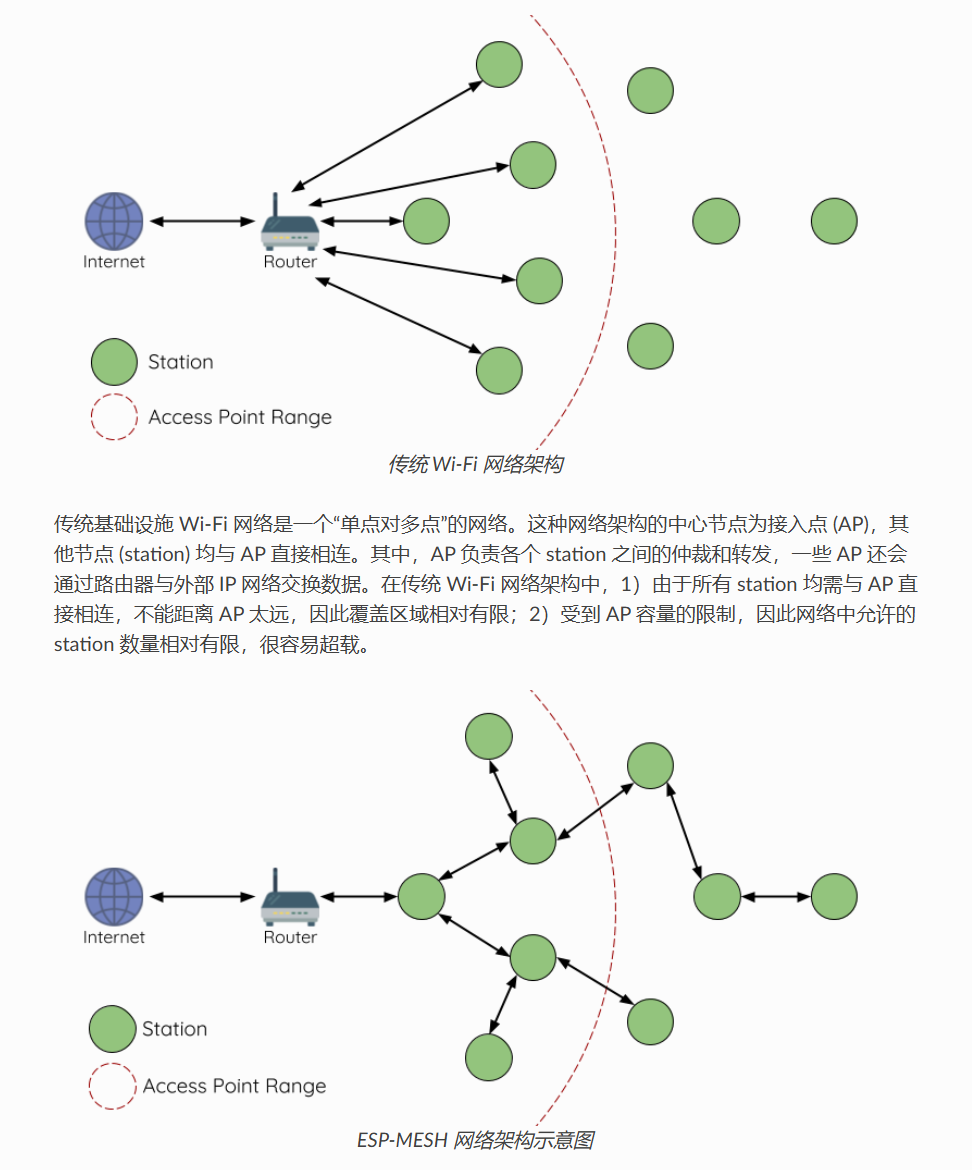 Internet
Router
Station
Access Point Range
传统 Wi-Fi 网络架构
传统基础设施 Wi-Fi 网络是一个“单点对多点”的网络。这种网络架构的中心节点为接入点 (AP)，其
他节点 (station) 均与 AP 直接相连。其中，AP 负责各个 station 之间的仲裁和转发，一些 AP 还会
通过路由器与外部 IP 网络交换数据。在传统 Wi-Fi 网络架构中，1）由于所有 station 均需与 AP 直
接相连，不能距离 AP 太远，因此覆盖区域相对有限；2）受到 AP 容量的限制，因此网络中允许的
station 数量相对有限，很容易超载。
Internet
Router
Station
Access Point Range
ESP-MESH 网络架构示意图